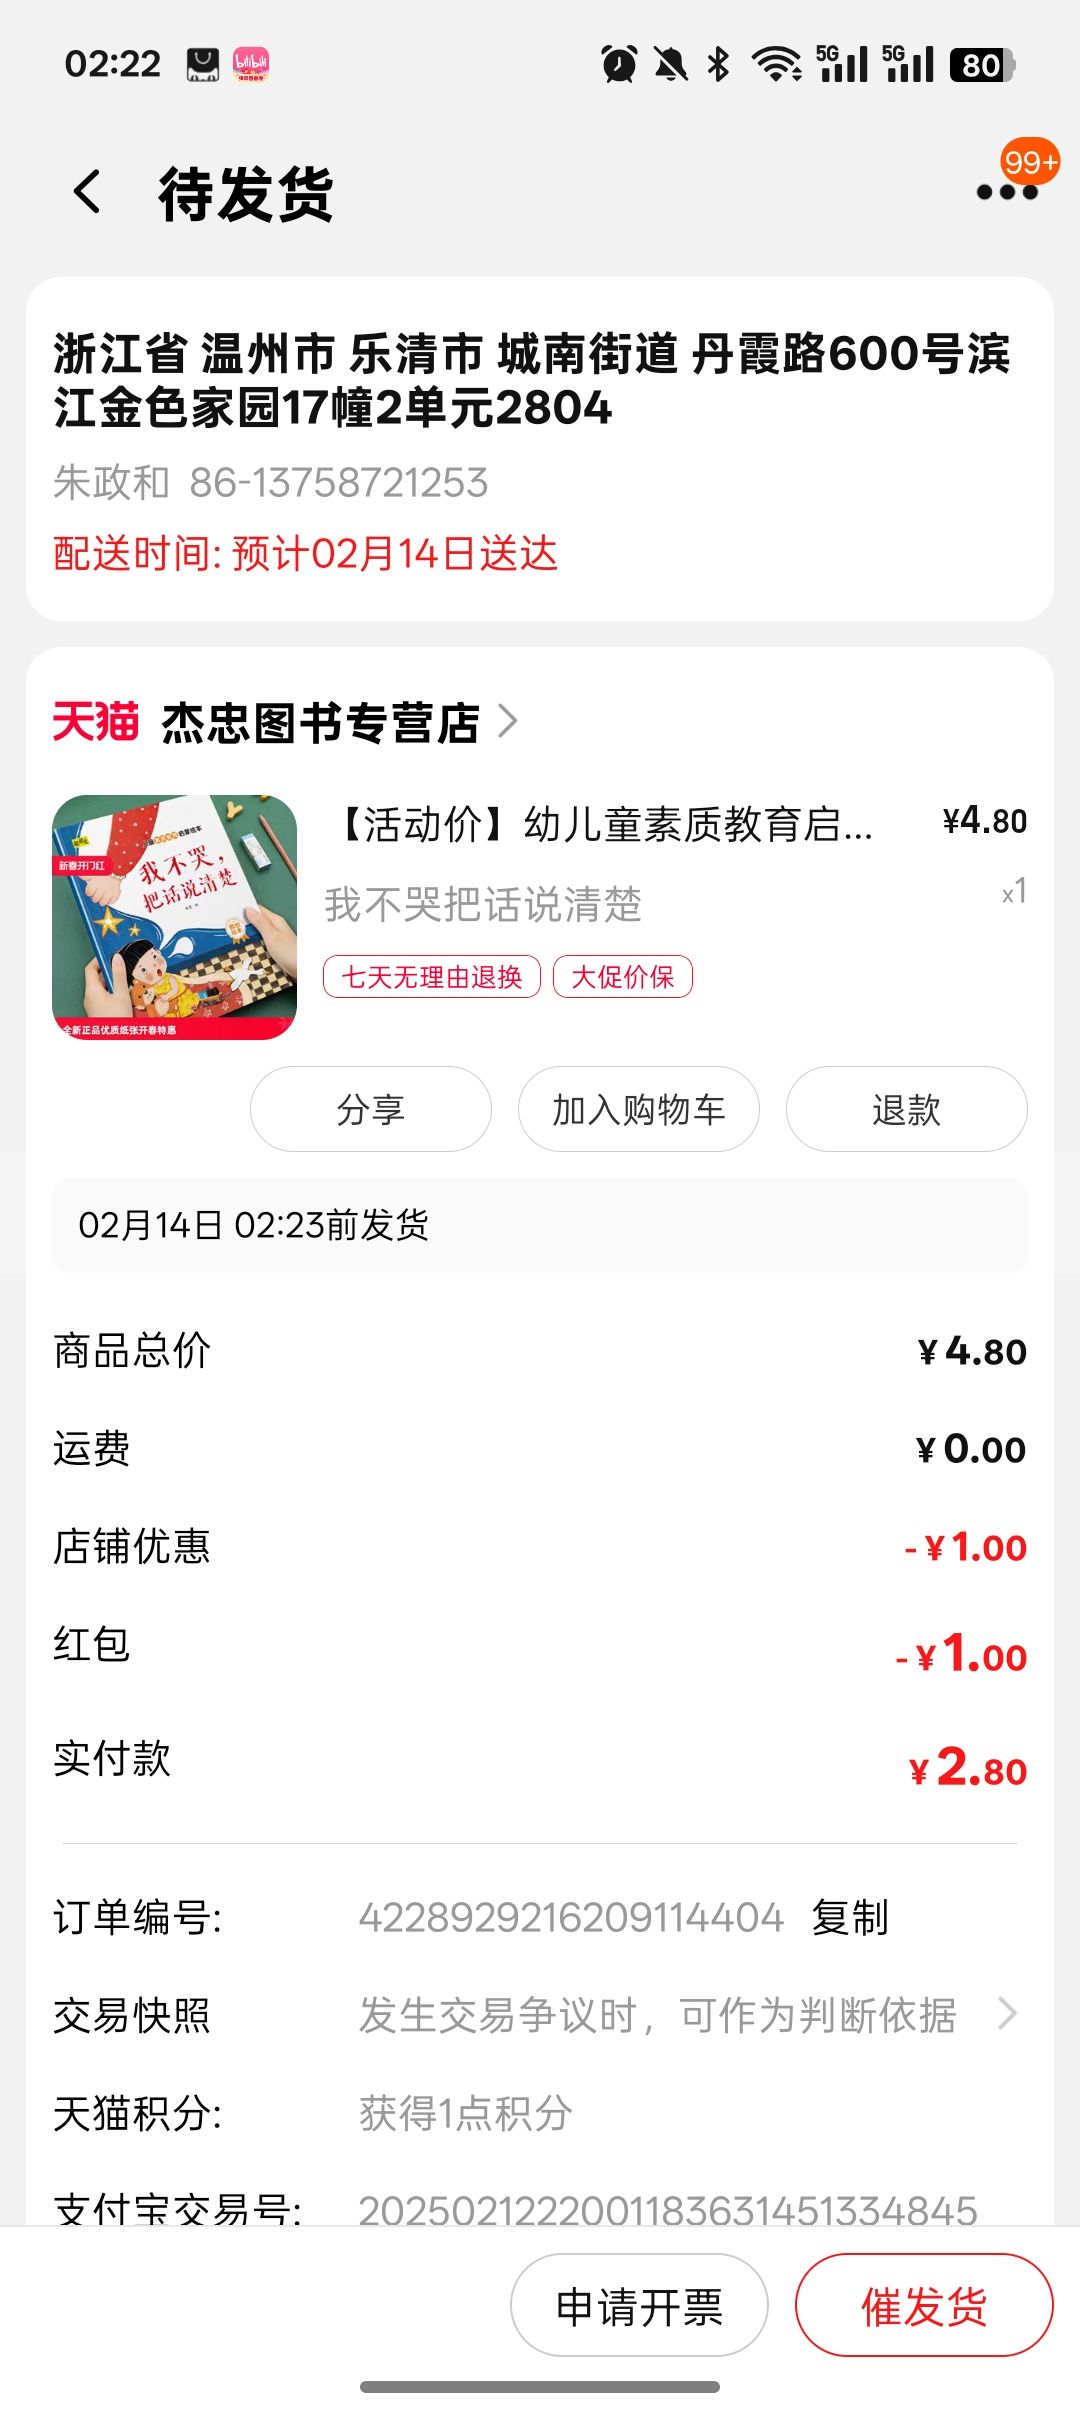 02:22
bilibili
5G
5G
80
待发货
99+
浙江省 温州市 乐清市 城南街道 丹霞路600号滨
江金色家园17幢2单元2804
朱政和 86-13758721253
配送时间: 预计02月14日送达
天猫 杰忠图书专营店
新春开门红
我不哭，
把话说清楚
全新正品优质纸张开春特惠
【活动价】幼儿童素质教育启... ¥4.80
我不哭把话说清楚 x1
七天无理由退换 大促价保
分享 加入购物车 退款
02月14日 02:23前发货
商品总价 ¥4.80
运费 ¥0.00
店铺优惠 -¥1.00
红包 -¥1.00
实付款 ¥2.80
订单编号: 4228929216209114404 复制
交易快照 发生交易争议时，可作为判断依据
天猫积分: 获得1点积分
支付宝交易号: 2025021222001183631451334845
申请开票 催发货